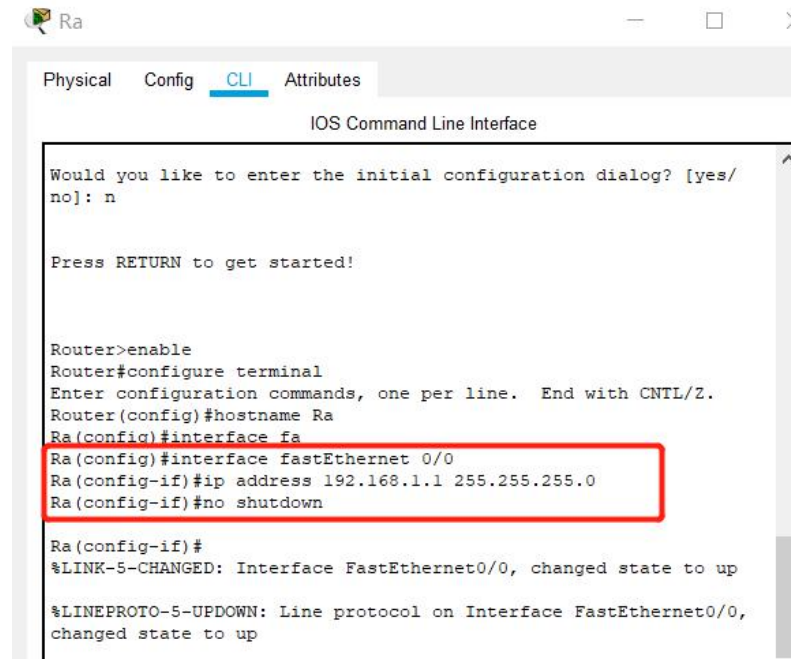 Ra
Physical Config CLI Attributes
IOS Command Line Interface
Would you like to enter the initial configuration dialog? [yes/
no]: n
Press RETURN to get started!
Router>enable
Router#configure terminal
Enter configuration commands, one per line.  End with CNTL/Z.
Router(config)#hostname Ra
Ra(config)#interface fa
Ra(config)#interface fastEthernet 0/0
Ra(config-if)#ip address 192.168.1.1 255.255.255.0
Ra(config-if)#no shutdown
Ra(config-if)#
%LINK-5-CHANGED: Interface FastEthernet0/0, changed state to up
%LINEPROTO-5-UPDOWN: Line protocol on Interface FastEthernet0/0,
changed state to up